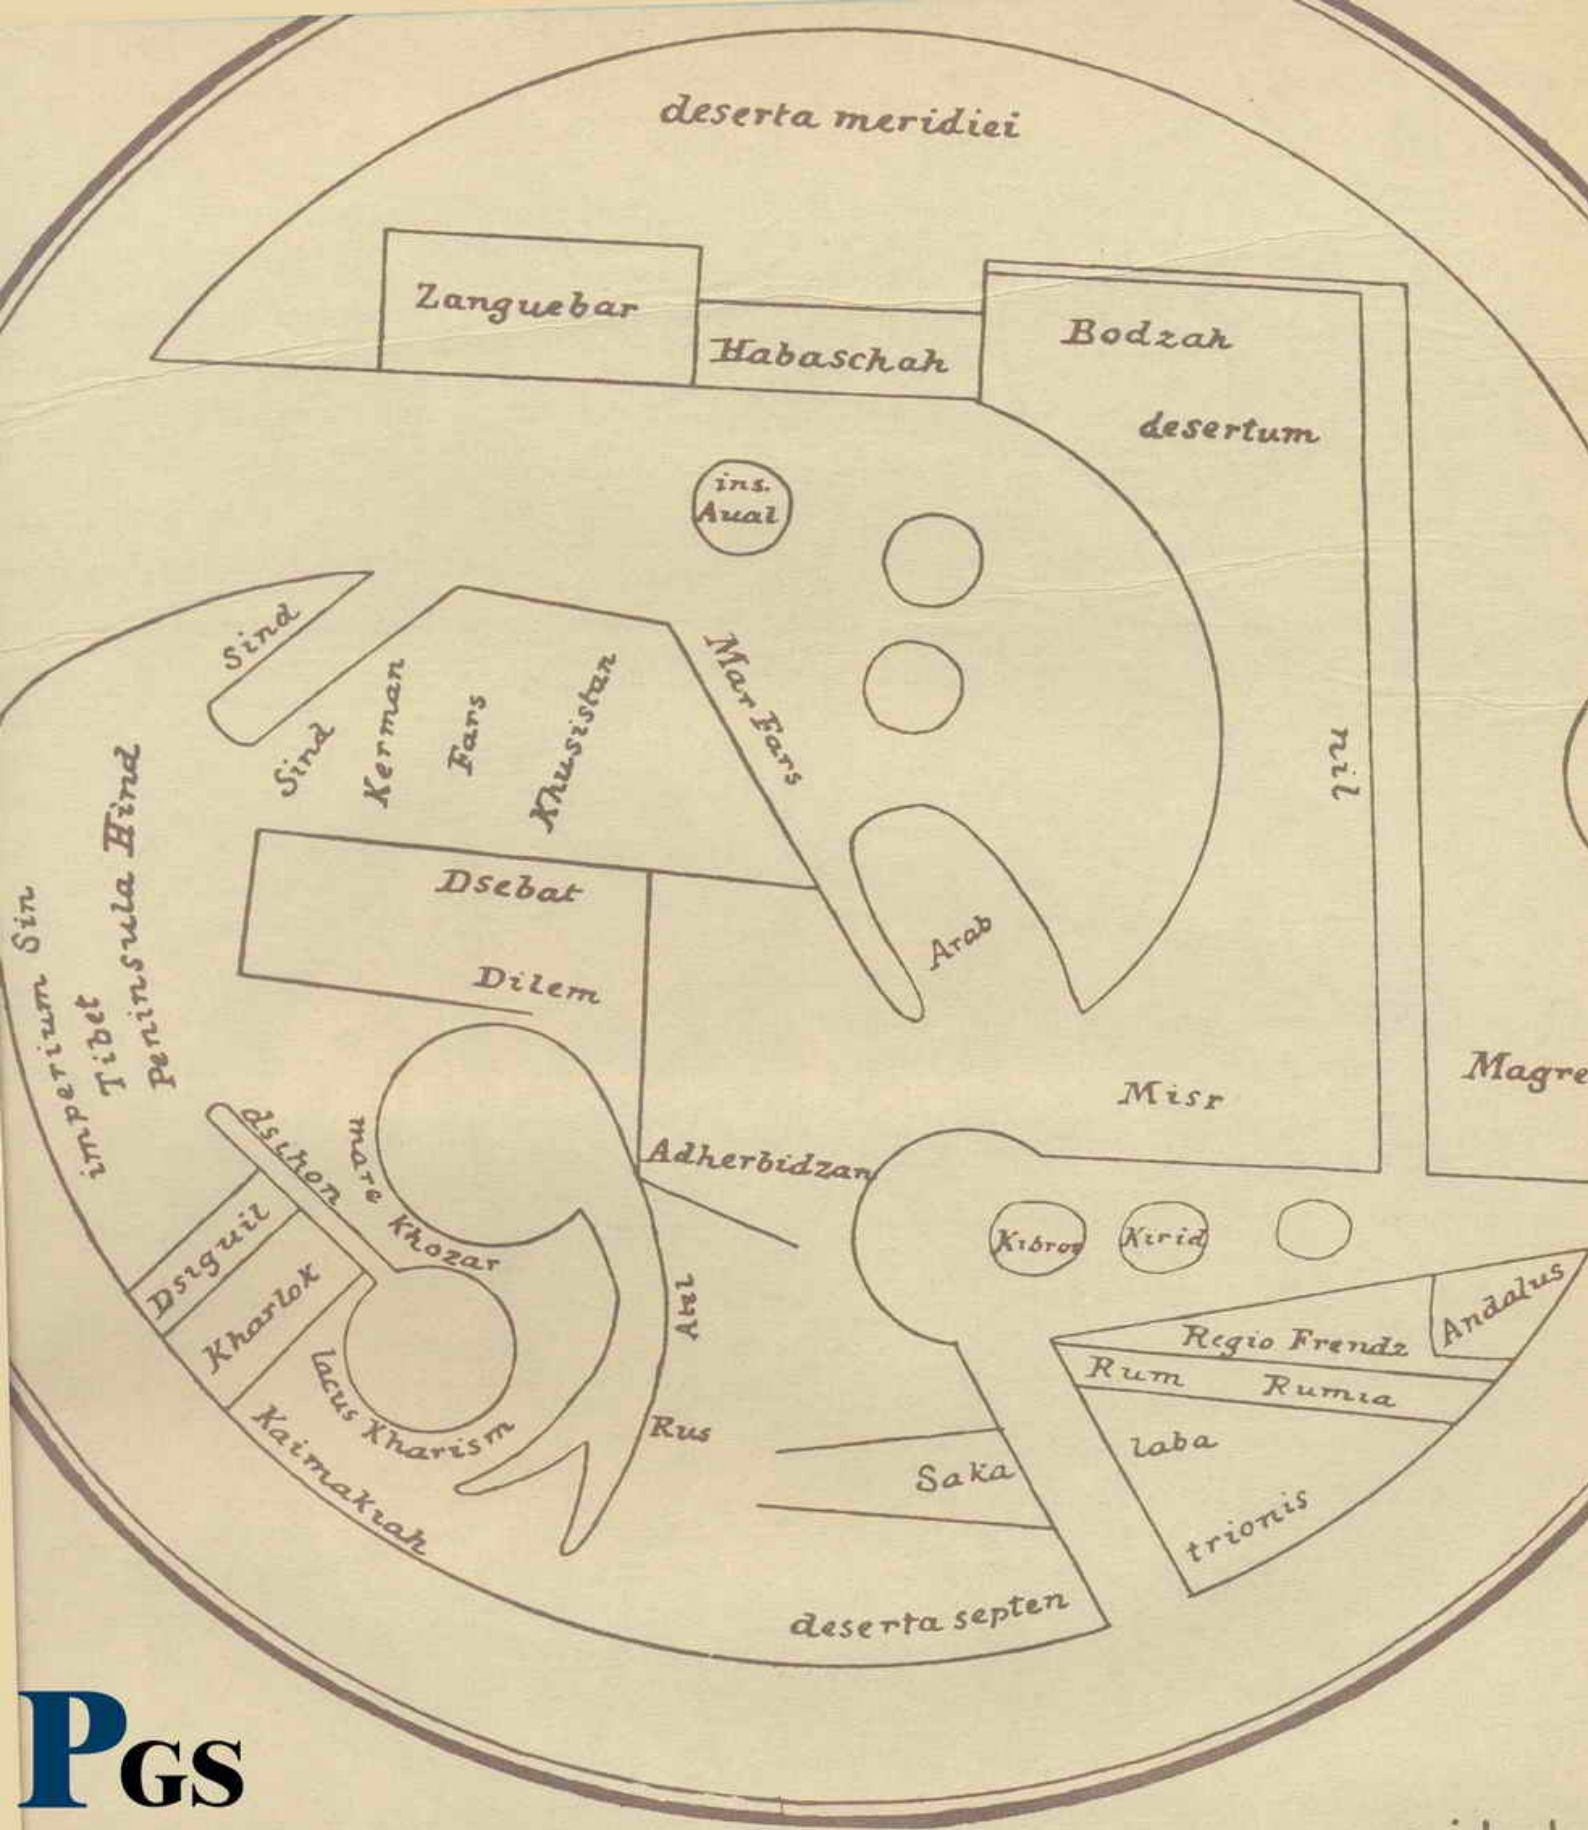 deserta meridiei
Zanguebar
Habaschah
Bodzah
desertum
ins.
Aual
Sind
Sind
Kerman
Fars
Khusistan
Mar Fars
nil
imperium Sin
Tibet
Peninsula Hind
Dsebat
Dilem
Arab
Misr
Magre
dsihon
mare Khozar
Adherbidzan
Kibros
Kirid
Dsiguil
Kharlok
lacus Kharism
Kaimakiah
Atel
Rus
Regio Frendz
Andalus
Rum Rumia
Saka
laba
trionis
deserta septen
PGS